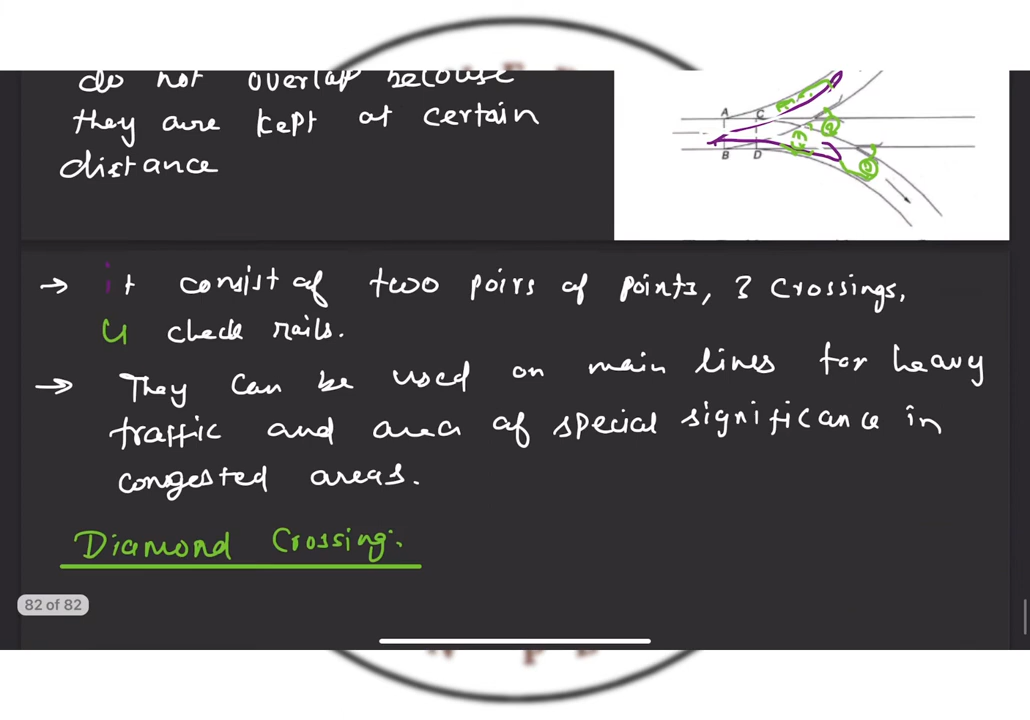 do not overlap because
they are kept at certain
distance
A C
B D
→ it consist of two pairs of points, 3 crossings,
4 check rails.
→ They can be used on main lines for heavy
traffic and area of special significance in
congested areas.
Diamond Crossing:
82 of 82